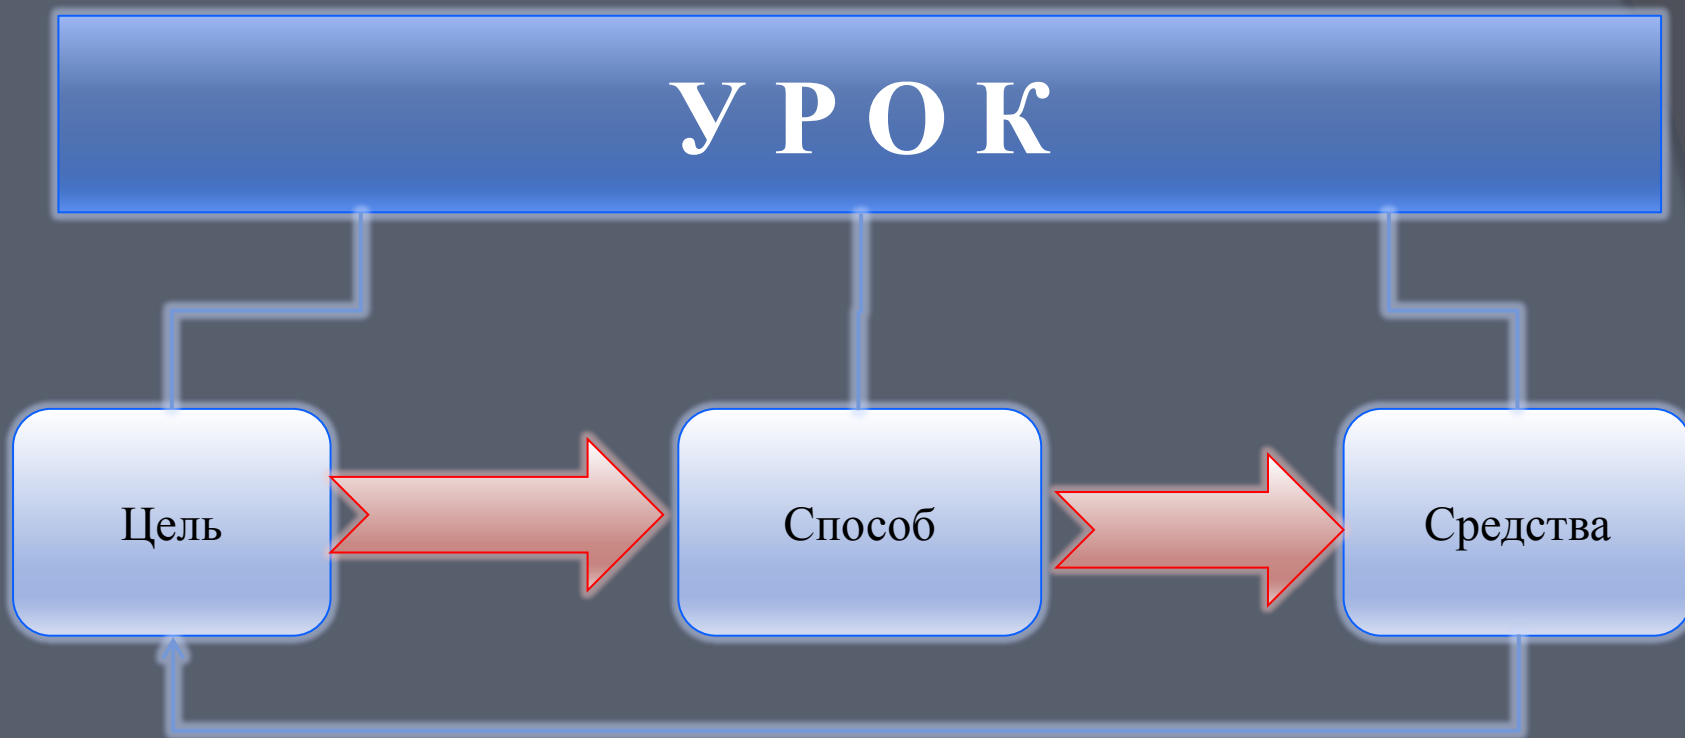 У Р О К
Цель
Способ
Средства